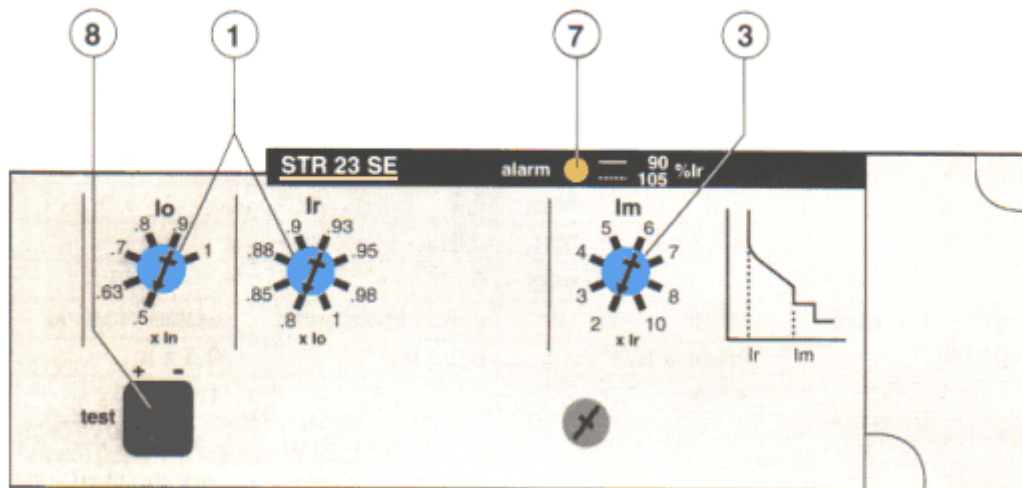 8 1 7 3
STR 23 SE alarm 90 %Ir
105
Io
.5 .63 .7 .8 .9 1
x In
Ir
.8 .85 .88 .9 .93 .95 .98 1
x Io
Im
2 3 4 5 6 7 8 10
x Ir
Ir Im
+ -
test